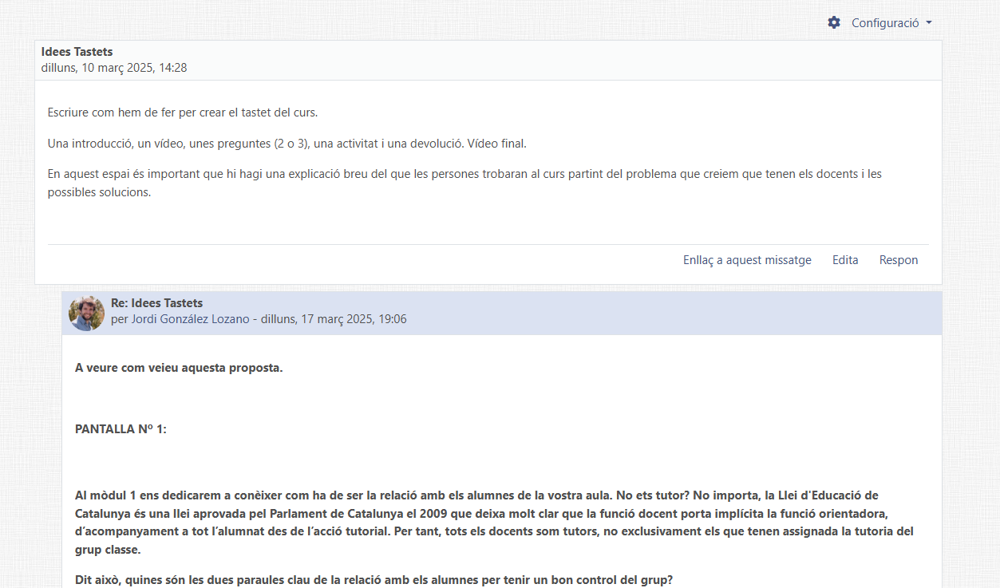 Configuració
Idees Tastets
dilluns, 10 març 2025, 14:28
Escriure com hem de fer per crear el tastet del curs.
Una introducció, un vídeo, unes preguntes (2 o 3), una activitat i una devolució. Vídeo final.
En aquest espai és important que hi hagi una explicació breu del que les persones trobaran al curs partint del problema que creiem que tenen els docents i les
possibles solucions.
Enllaç a aquest missatge Edita Respon
Re: Idees Tastets
per Jordi González Lozano - dilluns, 17 març 2025, 19:06
A veure com veieu aquesta proposta.
PANTALLA Nº 1:
Al mòdul 1 ens dedicarem a conèixer com ha de ser la relació amb els alumnes de la vostra aula. No ets tutor? No importa, la Llei d'Educació de
Catalunya és una llei aprovada pel Parlament de Catalunya el 2009 que deixa molt clar que la funció docent porta implícita la funció orientadora,
d’acompanyament a tot l’alumnat des de l’acció tutorial. Per tant, tots els docents som tutors, no exclusivament els que tenen assignada la tutoria del
grup classe.
Dit això, quines són les dues paraules clau de la relació amb els alumnes per tenir un bon control del grup?